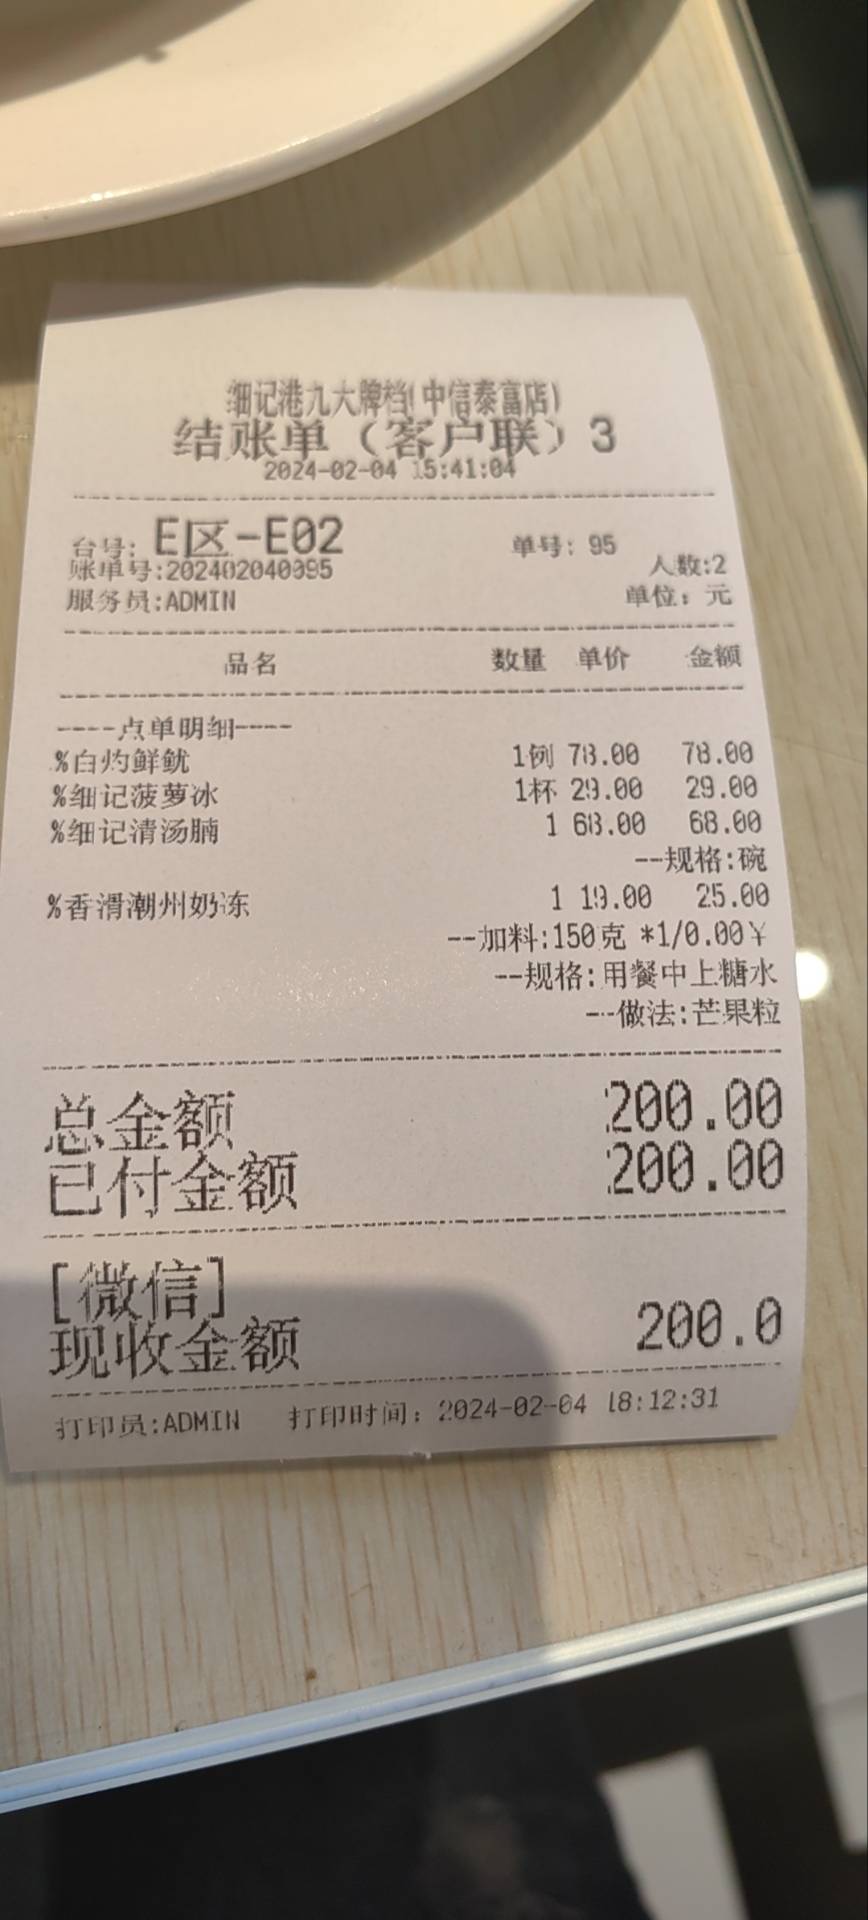 细记港九大牌档(中信泰富店)
结账单（客户联）3
2024-02-04 15:41:04
台号: E区-E02 单号: 95
账单号:202402040095 人数:2
服务员:ADMIN 单位: 元
品名 数量 单价 金额
----点单明细----
%白灼鲜鱿 1例 78.00 78.00
%细记菠萝冰 1杯 29.00 29.00
%细记清汤腩 1 68.00 68.00
--规格:碗
%香滑潮州奶冻 1 19.00 25.00
--加料:150克 *1/0.00¥
--规格:用餐中上糖水
--做法:芒果粒
总金额 200.00
已付金额 200.00
[微信]
现收金额 200.0
打印员:ADMIN 打印时间: 2024-02-04 18:12:31